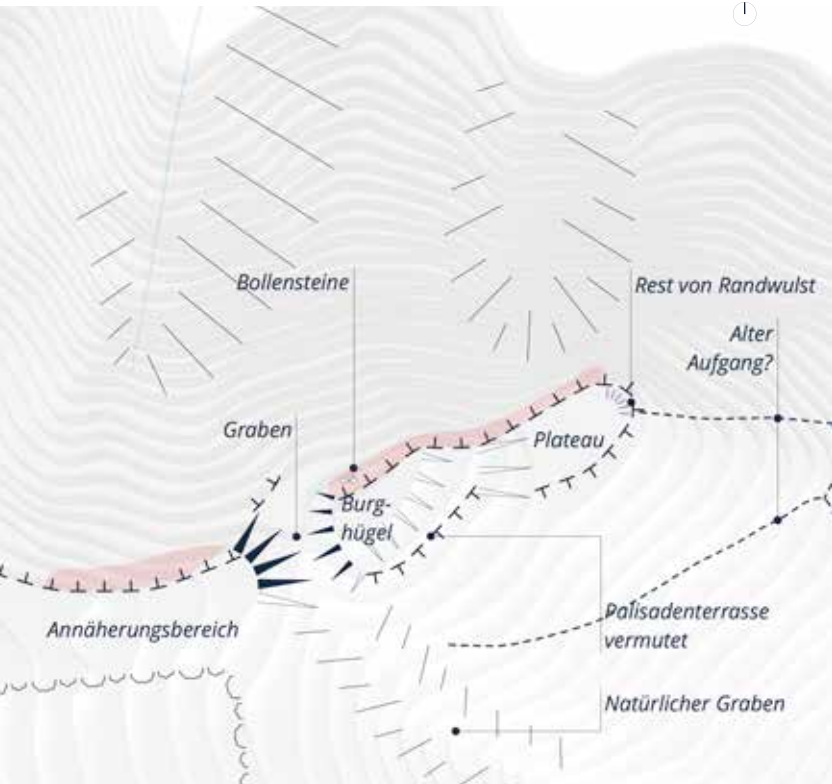 Bollensteine
Rest von Randwulst
Alter
Aufgang?
Graben
Plateau
Burg-
hügel
Annäherungsbereich
Palisadenterrasse
vermutet
Natürlicher Graben